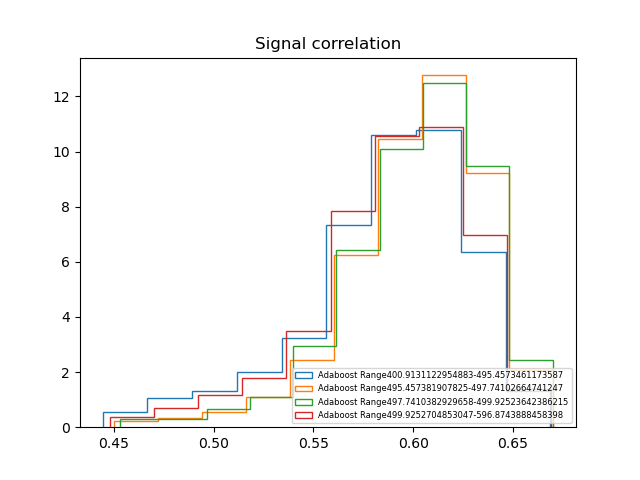 Signal correlation
12
10
8
6
4
2
0
Adaboost Range400.9131122954883-495.4573461173587
Adaboost Range495.457381907825-497.74102664741247
Adaboost Range497.7410382929658-499.92523642386215
Adaboost Range499.9252704853047-596.8743888458398
0.45 0.50 0.55 0.60 0.65